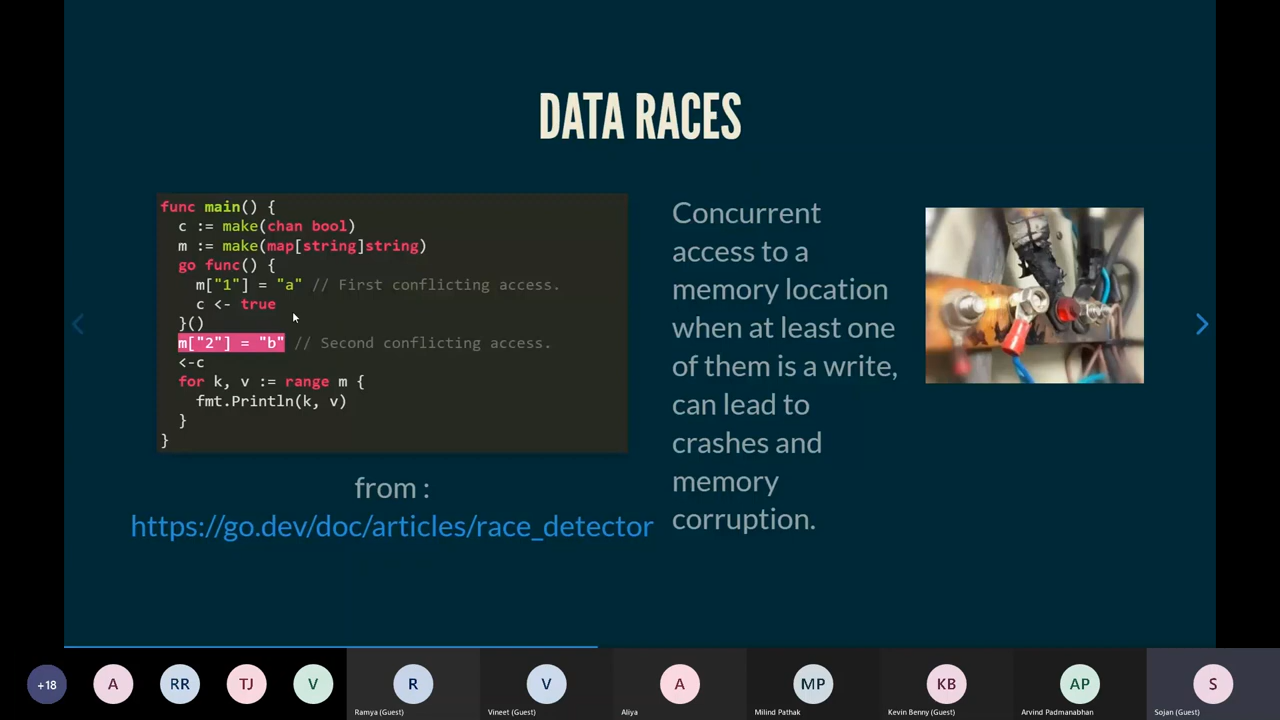 DATA RACES
func main() {
c := make(chan bool)
m := make(map[string]string)
go func() {
m["1"] = "a" // First conflicting access.
c <- true
}()
m["2"] = "b" // Second conflicting access.
<-c
for k, v := range m {
fmt.Println(k, v)
}
}
from :
https://go.dev/doc/articles/race_detector
Concurrent
access to a
memory location
when at least one
of them is a write,
can lead to
crashes and
memory
corruption.
+18 A RR TJ V R V A MP KB AP S
Ramya (Guest) Vineet (Guest) Aliya Milind Pathak Kevin Benny (Guest) Arvind Padmanabhan Sojan (Guest)